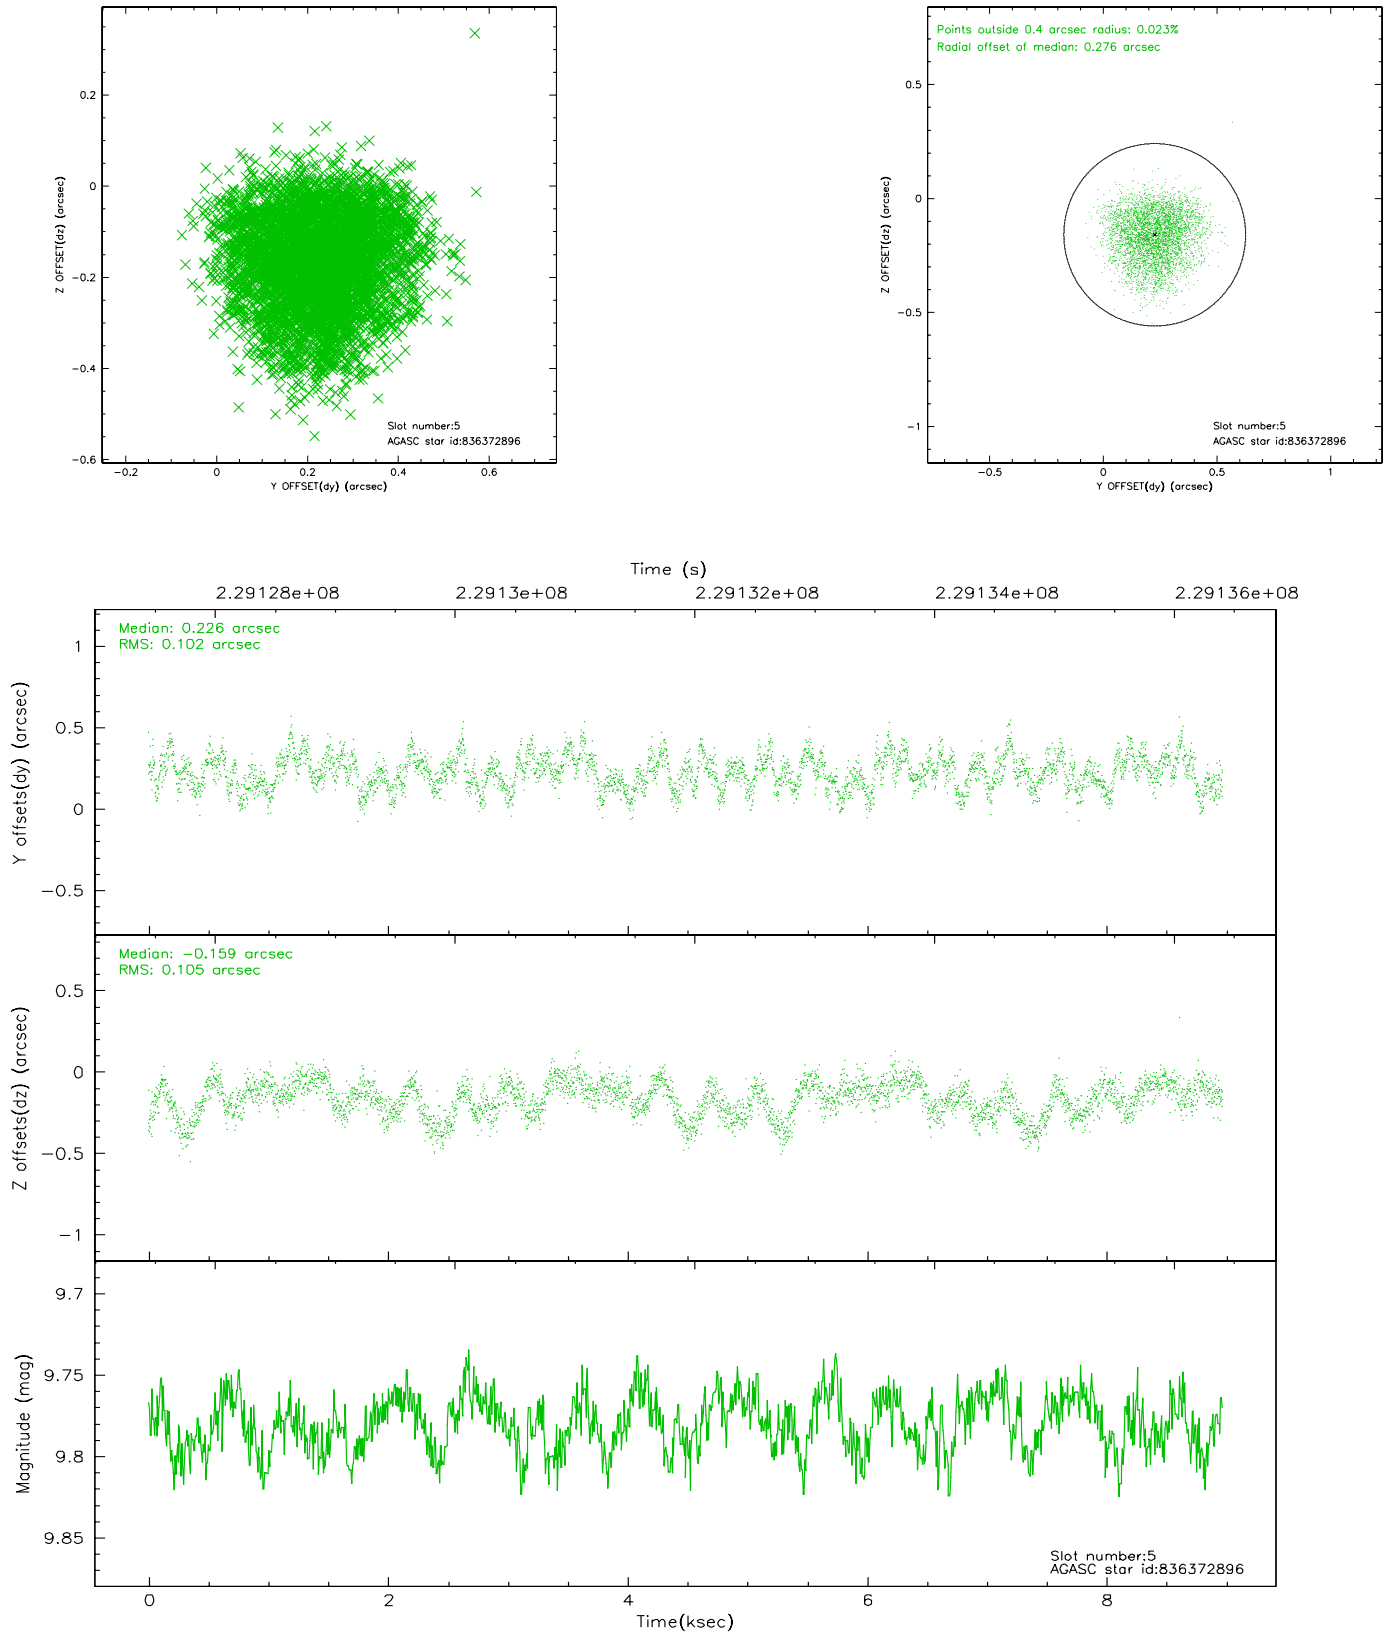 0.2
0
−0.2
−0.4
−0.6
−0.2
0
0.2
0.4
0.6
Z OFFSET(dz) (arcsec)
Y OFFSET(dy) (arcsec)
Slot number:5
AGASC star id:836372896
Points outside 0.4 arcsec radius: 0.023%
Radial offset of median: 0.276 arcsec
0.5
0
−0.5
−1
−0.5
0
0.5
1
Z OFFSET(dz) (arcsec)
Y OFFSET(dy) (arcsec)
Slot number:5
AGASC star id:836372896
Time (s)
2.29128e+08
2.2913e+08
2.29132e+08
2.29134e+08
2.29136e+08
Median: 0.226 arcsec
RMS: 0.102 arcsec
1
0.5
0
−0.5
Y offsets(dy) (arcsec)
Median: −0.159 arcsec
RMS: 0.105 arcsec
0.5
0
−0.5
−1
Z offsets(dz) (arcsec)
9.7
9.75
9.8
9.85
Magnitude (mag)
Slot number:5
AGASC star id:836372896
0
2
4
6
8
Time(ksec)